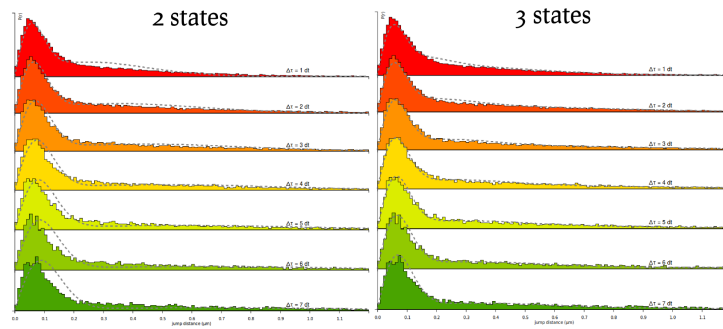 2 states
3 states
P(r)
Δτ = 1 dt
Δτ = 2 dt
Δτ = 3 dt
Δτ = 4 dt
Δτ = 5 dt
Δτ = 6 dt
Δτ = 7 dt
0.0 0.1 0.2 0.3 0.4 0.5 0.6 0.7 0.8 0.9 1.0 1.1
jump distance (μm)
P(r)
Δτ = 1 dt
Δτ = 2 dt
Δτ = 3 dt
Δτ = 4 dt
Δτ = 5 dt
Δτ = 6 dt
Δτ = 7 dt
0.0 0.1 0.2 0.3 0.4 0.5 0.6 0.7 0.8 0.9 1.0 1.1
jump distance (μm)